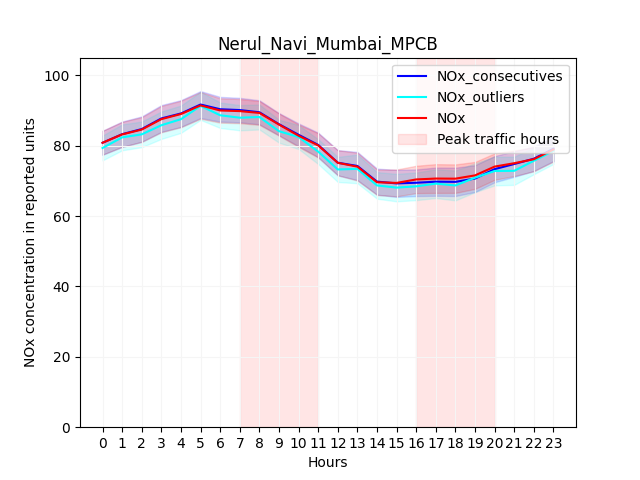 Nerul_Navi_Mumbai_MPCB
NOx concentration in reported units
100
80
60
40
20
0
NOx_consecutives
NOx_outliers
NOx
Peak traffic hours
0 1 2 3 4 5 6 7 8 9 10 11 12 13 14 15 16 17 18 19 20 21 22 23
Hours